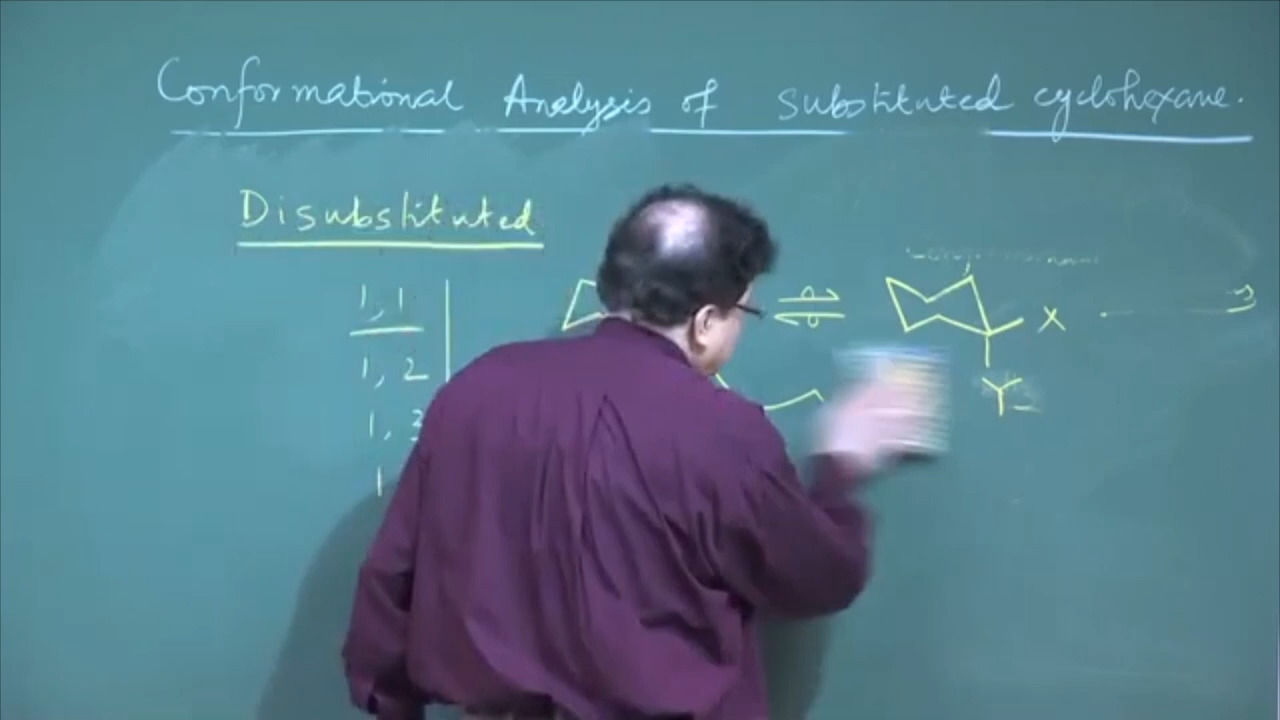 Conformational Analysis of substituted cyclohexane.
Disubstituted
1,1
X
1,2
Y
1,3
1